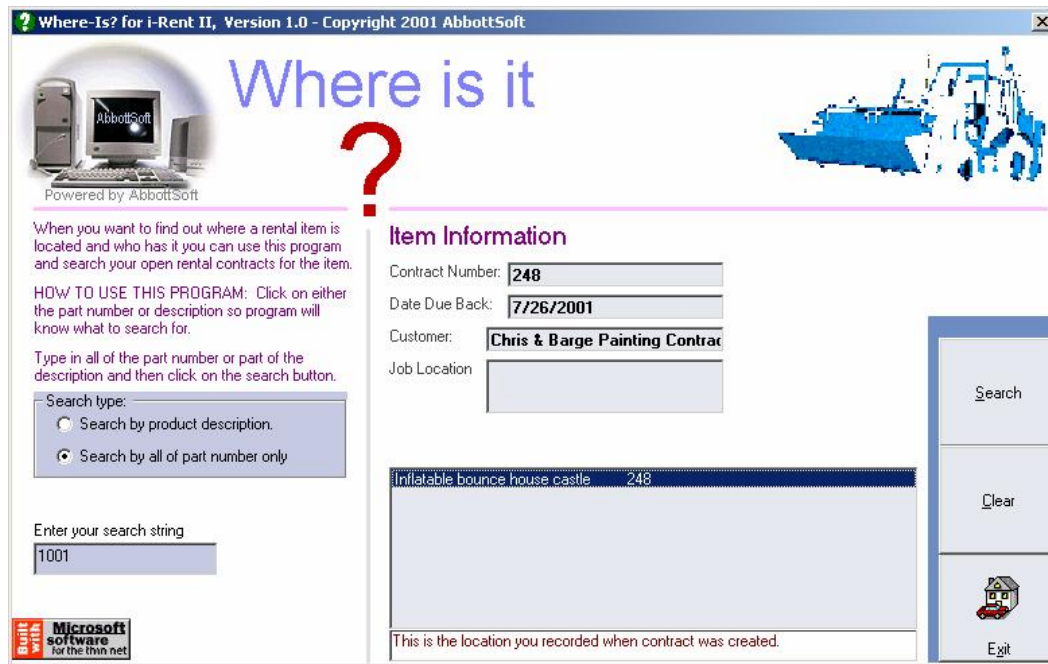 Where-Is? for i-Rent II, Version 1.0 - Copyright 2001 AbbottSoft
Where is it
?
AbbottSoft
Powered by AbbottSoft
When you want to find out where a rental item is
located and who has it you can use this program
and search your open rental contracts for the item.
HOW TO USE THIS PROGRAM: Click on either
the part number or description so program will
know what to search for.
Type in all of the part number or part of the
description and then click on the search button.
Search type:
Search by product description.
Search by all of part number only
Enter your search string
1001
Built with
Microsoft
software
for the thin net
Item Information
Contract Number: 248
Date Due Back: 7/26/2001
Customer: Chris & Barge Painting Contrac
Job Location
Inflatable bounce house castle 248
This is the location you recorded when contract was created.
Search
Clear
Exit